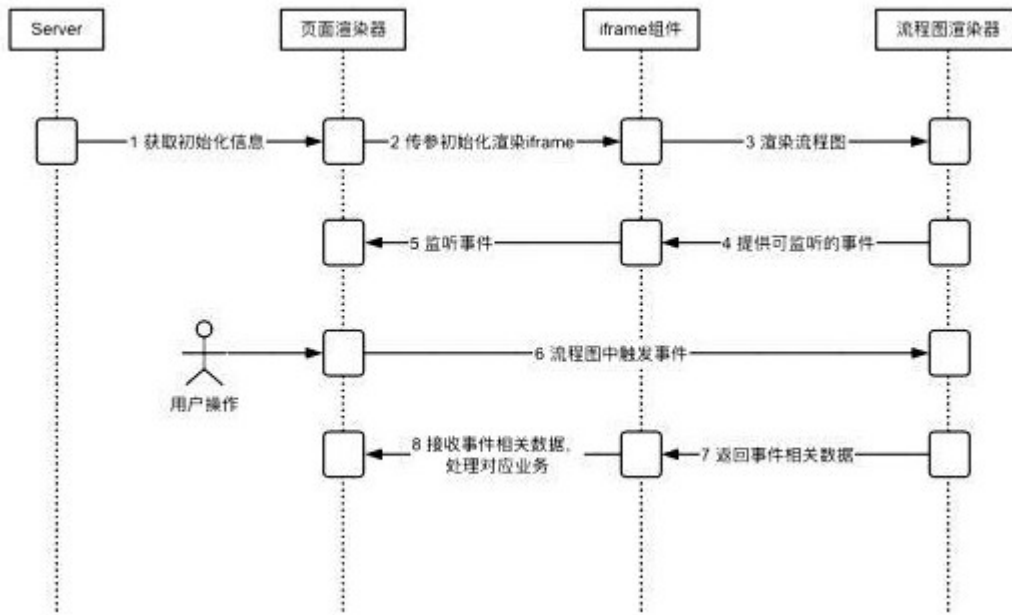 Server
页面渲染器
iframe组件
流程图渲染器
1 获取初始化信息
2 传参初始化渲染iframe
3 渲染流程图
5 监听事件
4 提供可监听的事件
6 流程图中触发事件
用户操作
8 接收事件相关数据,
处理对应业务
7 返回事件相关数据